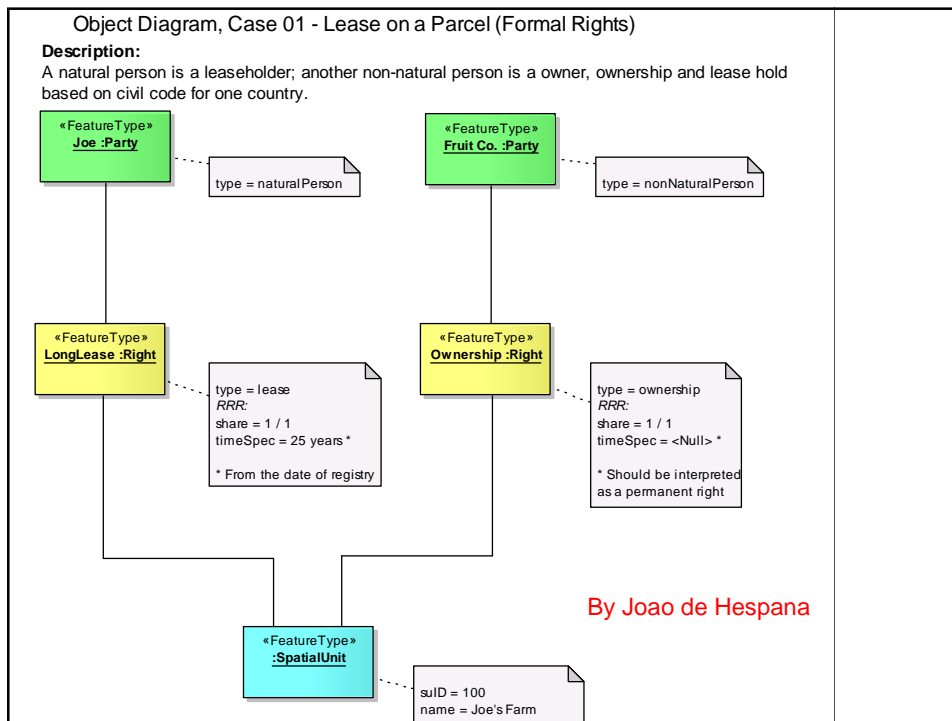 Object Diagram, Case 01 - Lease on a Parcel (Formal Rights)
Description:
A natural person is a leaseholder; another non-natural person is a owner, ownership and lease hold
based on civil code for one country.
«FeatureType»
Joe :Party
type = naturalPerson
«FeatureType»
Fruit Co. :Party
type = nonNaturalPerson
«FeatureType»
LongLease :Right
type = lease
RRR:
share = 1 / 1
timeSpec = 25 years *
* From the date of registry
«FeatureType»
Ownership :Right
type = ownership
RRR:
share = 1 / 1
timeSpec = <Null> *
* Should be interpreted
as a permanent right
By Joao de Hespana
«FeatureType»
:SpatialUnit
suID = 100
name = Joe's Farm